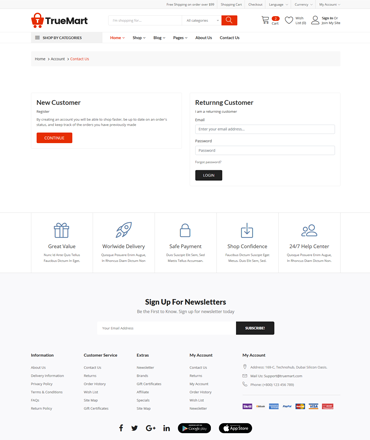 Free Shipping on order over $99 Shopping Cart Checkout Language Currency My Account
TrueMart
I'm shopping for...
All categories
Cart
With
List (0)
Sign in Or
Join My Site
SHOP BY CATEGORIES
Home Shop Blog Pages About Us Contact Us
Home > Account > Contact Us
New Customer
Register
By creating an account you will be able to shop faster, be up to date on an order's
status, and keep track of the orders you have previously made
CONTINUE
Returnng Customer
I am a returning customer
Email
Enter your email address...
Password
Password
Forgot password?
LOGIN
Great Value
Nunc Id Ante Quis Tellus
Faucibus Dictum In Eget.
Worlwide Delivery
Quisque Posuere Enim Augue,
In Rhoncus Diam Dictum Non
Safe Payment
Duis Suscipit Elit Sem, Sed
Mattis Tellus Accumsan.
Shop Confidence
Faucibus Dictum Suscipit Eget
Metus. Duis Elit Sem, Sed.
24/7 Help Center
Quisque Posuere Enim Augue,
In Rhoncus Diam Dictum Non.
Sign Up For Newsletters
Be the First to Know. Sign up for newsletter today
Your Email Address
SUBSCRIBE!
Information
About Us
Delivery Information
Privacy Policy
Terms & Conditions
FAQs
Return Policy
Customer Service
Contact Us
Returns
Order History
Wish List
Site Map
Gift Certificates
Extras
Newsletter
Brands
Gift Certificates
Affiliate
Specials
Site Map
My Account
Contact Us
Returns
My Account
Order History
Wish List
Newsletter
My Account
Address: 169-C, Technohub, Dubai Silicon Oasis.
Mail Us: Support@truemart.com
Phone: (+800) 123 456 789)
Google play
App Store